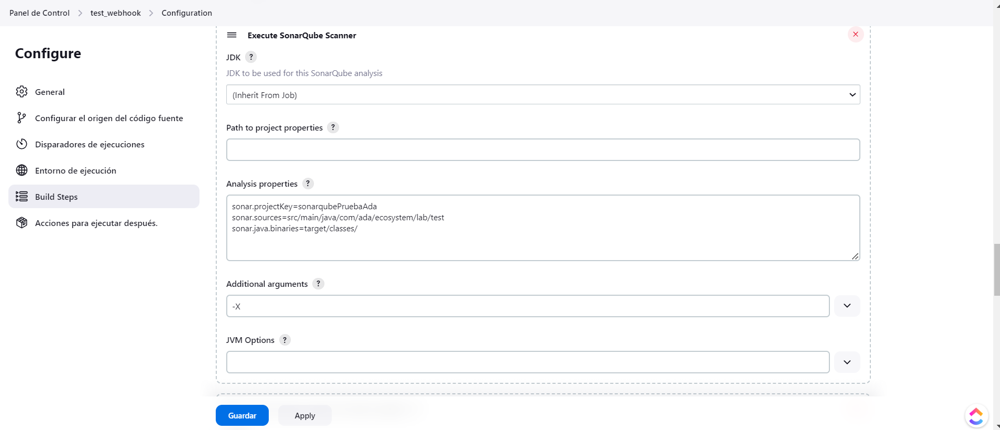 Panel de Control > test_webhook > Configuration
Configure
General
Configurar el origen del código fuente
Disparadores de ejecuciones
Entorno de ejecución
Build Steps
Acciones para ejecutar después.
Execute SonarQube Scanner
JDK ?
JDK to be used for this SonarQube analysis
(Inherit From Job)
Path to project properties ?
Analysis properties ?
sonar.projectKey=sonarqubePruebaAda
sonar.sources=src/main/java/com/ada/ecosystem/lab/test
sonar.java.binaries=target/classes/
Additional arguments ?
-X
JVM Options ?
Guardar
Apply